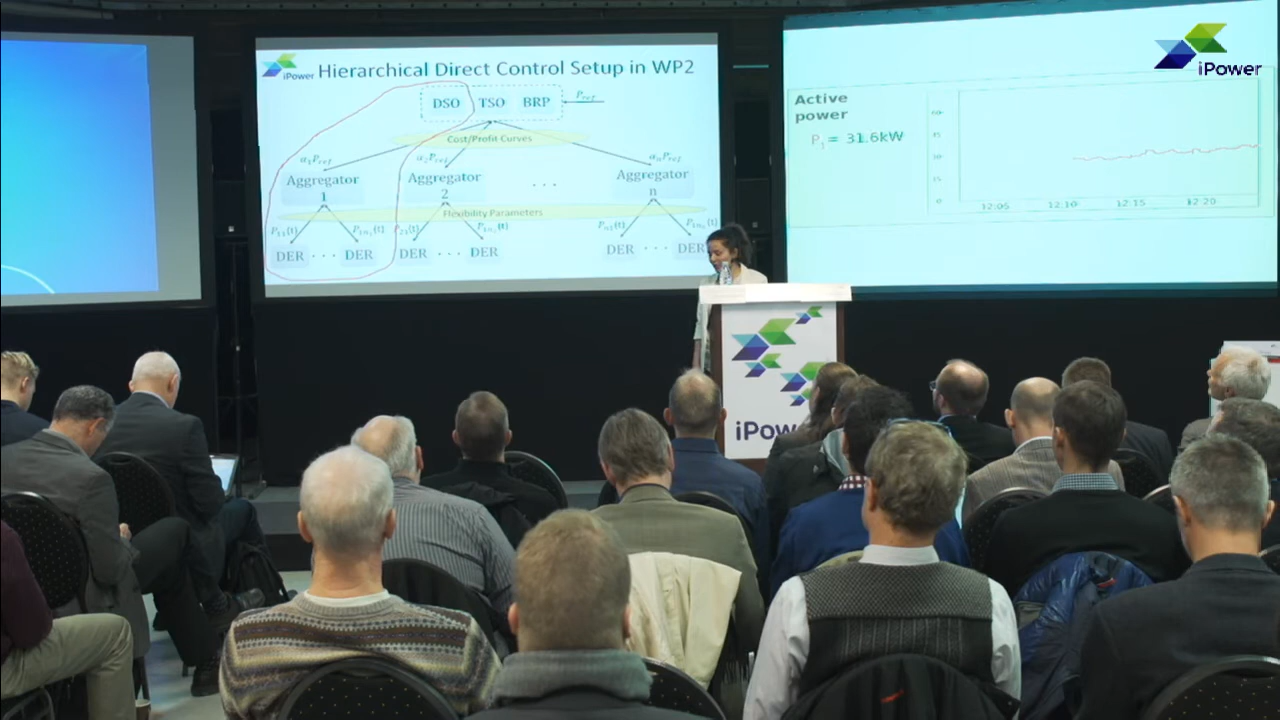 iPower
Hierarchical Direct Control Setup in WP2
DSO TSO BRP
Cost/Profit Curves
Aggregator
1
Aggregator
2
. . .
Aggregator
n
Flexibility Parameters
DER . . . DER
DER . . . DER
DER . . . DER
iPower
Active
power
P₁ = 31.6kW
12:05 12:10 12:15 12:20
iPow